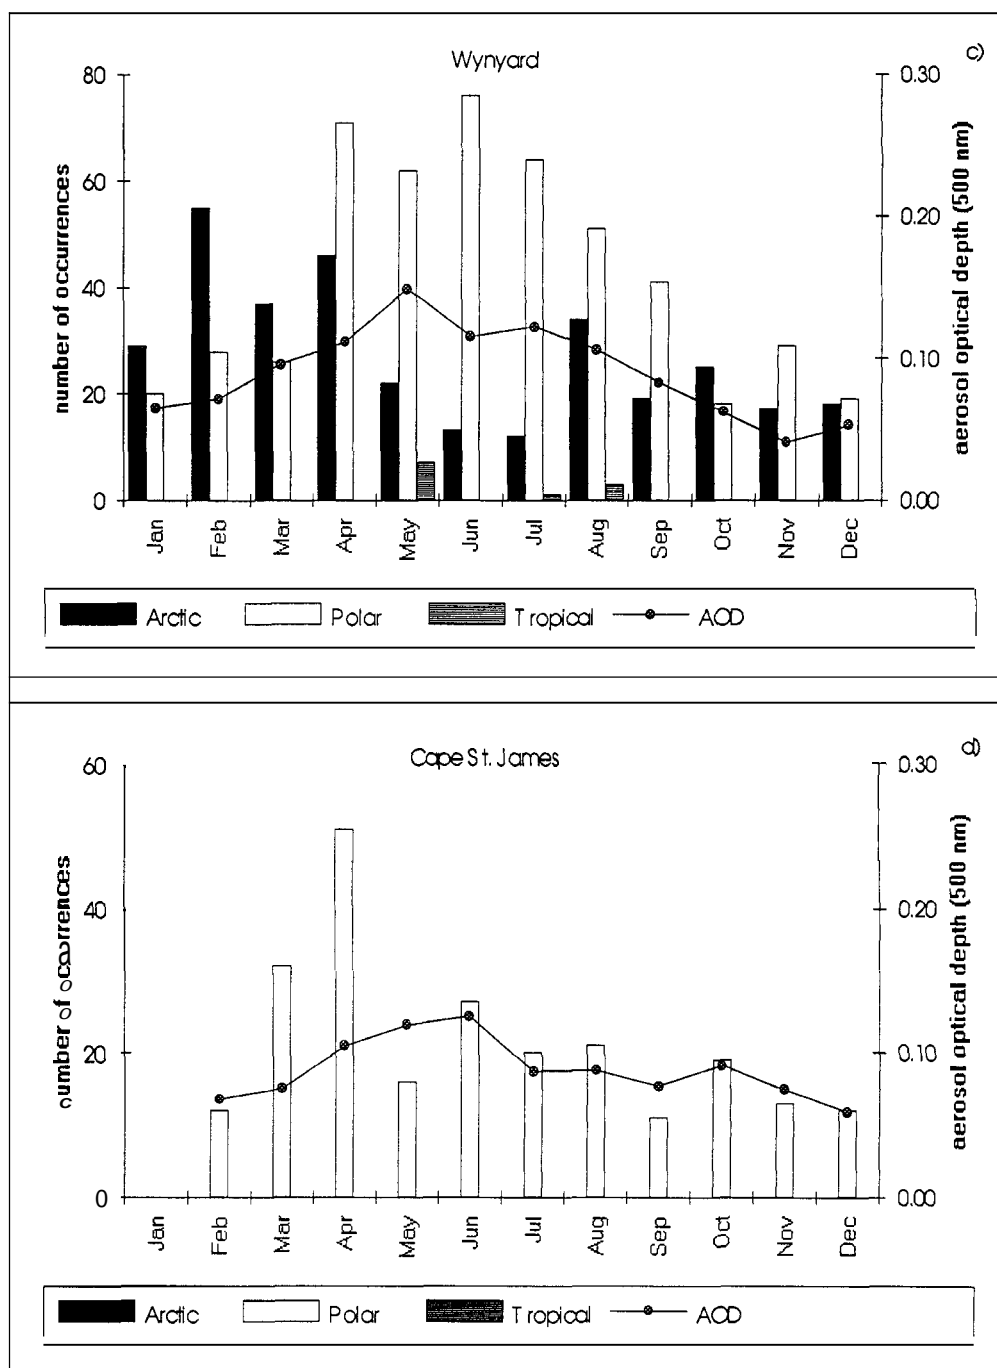 c)
Wynyard
80
60
40
20
0
number of occurrences
0.30
0.20
0.10
0.00
aerosol optical depth (500 nm)
Jan Feb Mar Apr May Jun Jul Aug Sep Oct Nov Dec
Arctic Polar Tropical AOD
d)
Cape St. James
60
40
20
0
number of occurrences
0.30
0.20
0.10
0.00
aerosol optical depth (500 nm)
Jan Feb Mar Apr May Jun Jul Aug Sep Oct Nov Dec
Arctic Polar Tropical AOD